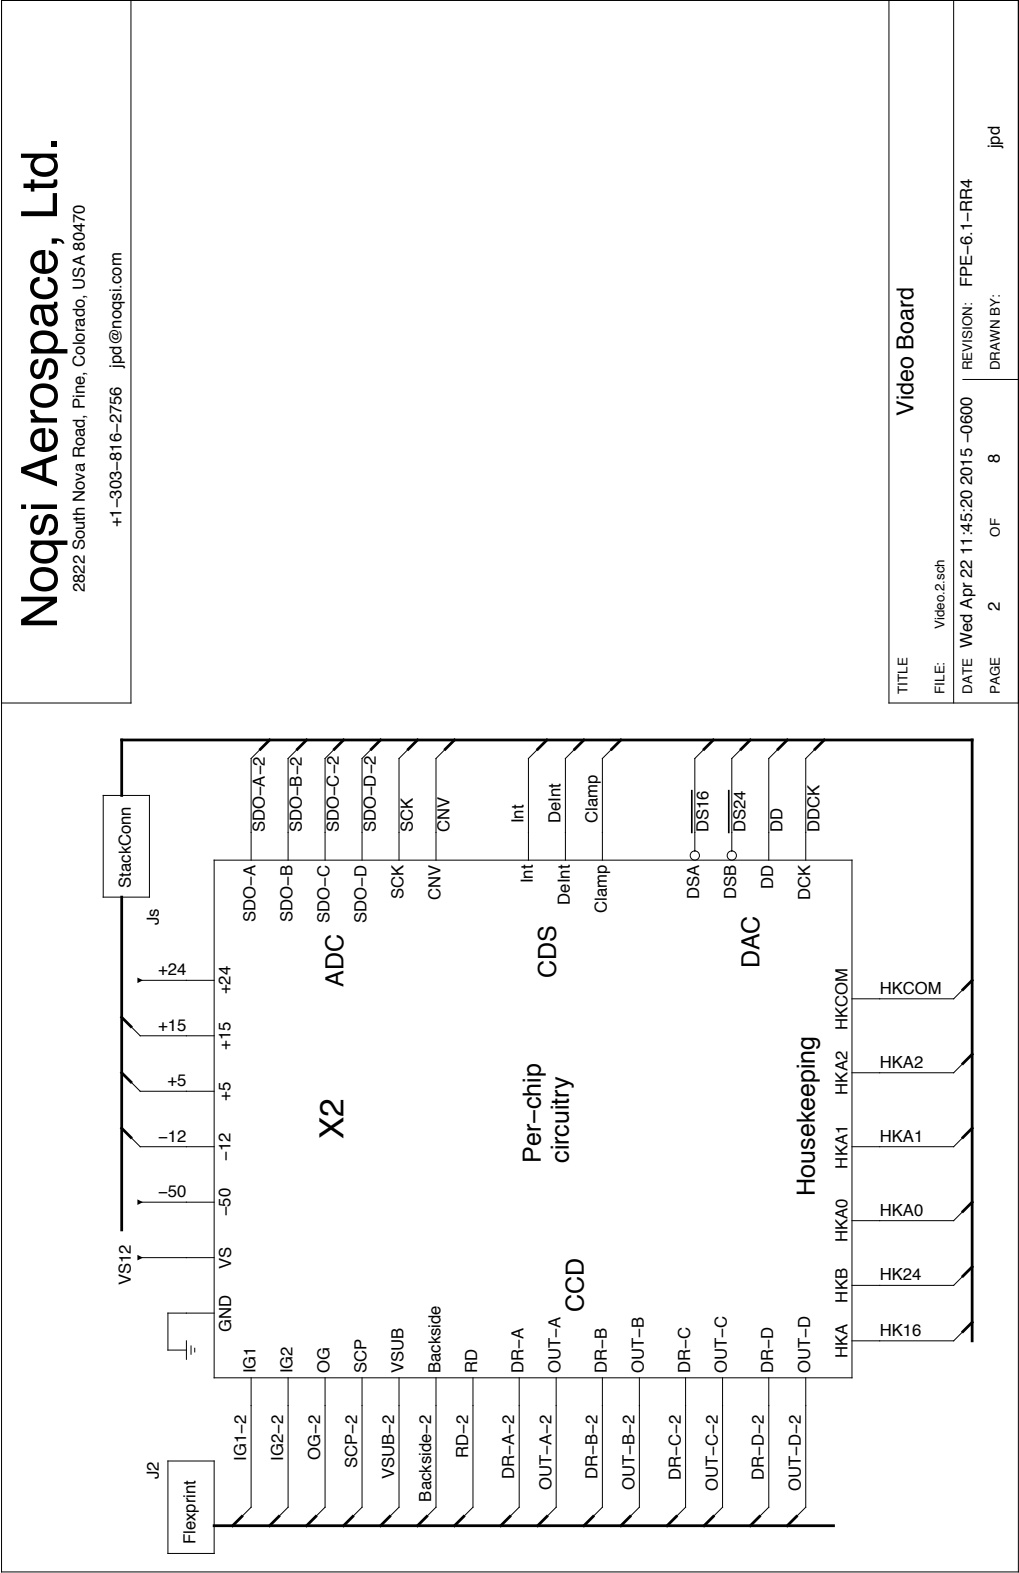 Noqsi Aerospace, Ltd.
2822 South Nova Road, Pine, Colorado, USA 80470
+1−303−816−2756 jpd@noqsi.com
StackConn
Js
VS12
−50
−12
+5
+15
+24
GND
VS
−50
−12
+5
+15
+24
J2
Flexprint
IG1−2
IG2−2
OG−2
SCP−2
VSUB−2
Backside−2
RD−2
DR−A−2
OUT−A−2
DR−B−2
OUT−B−2
DR−C−2
OUT−C−2
DR−D−2
OUT−D−2
IG1
IG2
OG
SCP
VSUB
Backside
RD
DR−A
OUT−A
DR−B
OUT−B
DR−C
OUT−C
DR−D
OUT−D
CCD
X2
Per−chip
circuitry
Housekeeping
ADC
CDS
DAC
SDO−A
SDO−B
SDO−C
SDO−D
SCK
CNV
Int
DeInt
Clamp
DSA
DSB
DD
DCK
SDO−A−2
SDO−B−2
SDO−C−2
SDO−D−2
SCK
CNV
Int
DeInt
Clamp
DS16
DS24
DD
DDCK
HKA
HKB
HKA0
HKA1
HKA2
HKCOM
HK16
HK24
HKA0
HKA1
HKA2
HKCOM
TITLE
Video Board
FILE: Video.2.sch
DATE Wed Apr 22 11:45:20 2015 −0600
REVISION: FPE−6.1−RR4
PAGE 2 OF 8
DRAWN BY: jpd